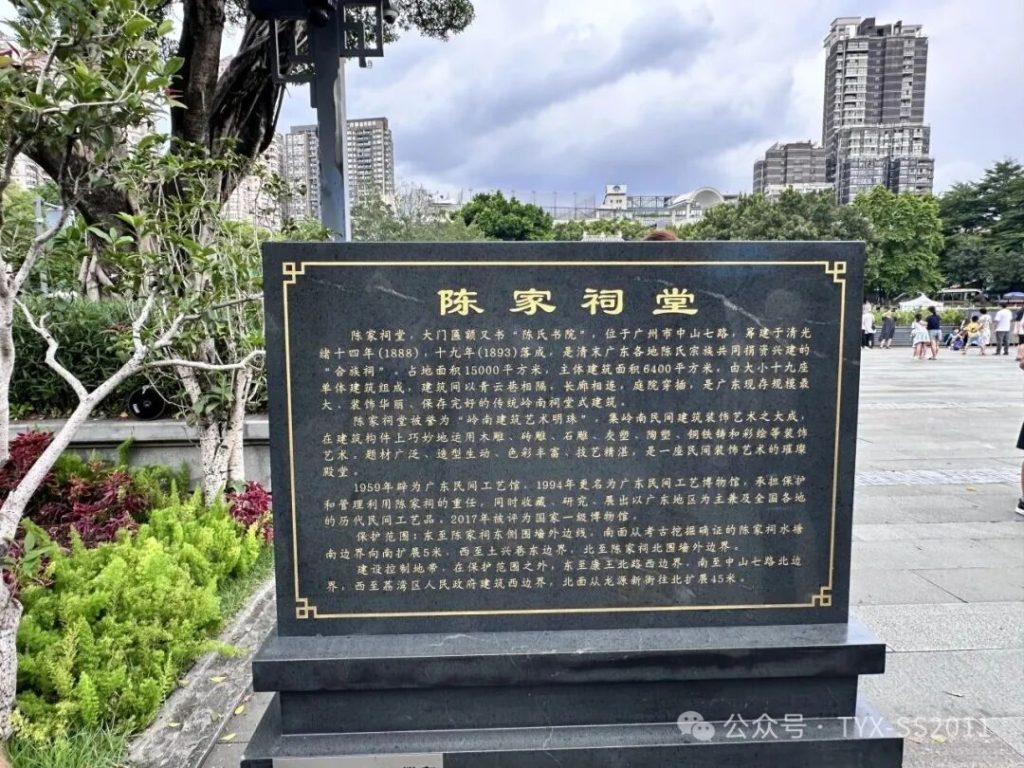 陈家祠堂
陈家祠堂，大门匾额又书“陈氏书院”，位于广州市中山七路，筹建于清光
绪十四年(1888)，十九年(1893)落成，是清末广东各地陈氏宗族共同捐资兴建的
“合族祠”，占地面积15000平方米，主体建筑面积6400平方米，由大小十九座
单体建筑组成，建筑间以青云巷相隔，长廊相连，庭院穿插，是广东现存规模最
大、装饰华丽、保存完好的传统岭南祠堂式建筑。
陈家祠堂被誉为“岭南建筑艺术明珠”，集岭南民间建筑装饰艺术之大成，
在建筑构件上巧妙地运用木雕、砖雕、石雕、灰塑、陶塑、铜铁铸和彩绘等装饰
艺术。题材广泛、造型生动、色彩丰富、技艺精湛，是一座民间装饰艺术的璀璨
殿堂。
1959年辟为广东民间工艺馆，1994年更名为广东民间工艺博物馆，承担保护
和管理利用陈家祠的重任，同时收藏、研究、展出以广东地区为主兼及全国各地
的历代民间工艺品，2017年被评为国家一级博物馆。
保护范围：东至陈家祠东侧围墙外边线，南面从考古挖掘确证的陈家祠水塘
南边界向南扩展5米，西至土兴巷东边界，北至陈家祠北围墙外边界。
建设控制地带，在保护范围之外，东至康王北路西边界，南至中山七路北边
界，西至荔湾区人民政府建筑西边界，北面从龙源新街往北扩展45米。
公众号 · TYX-SS2011